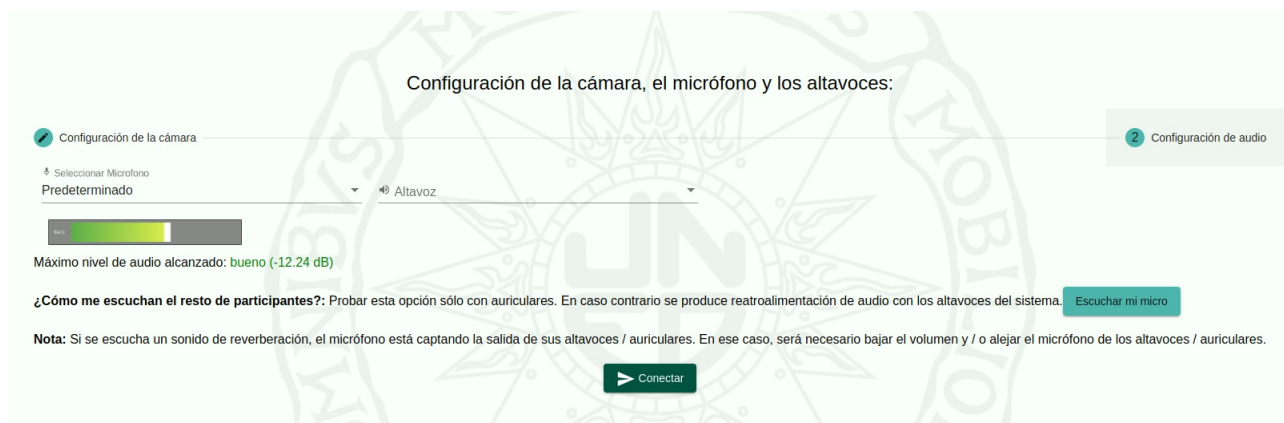 Configuración de la cámara, el micrófono y los altavoces:
Configuración de la cámara
2 Configuración de audio
Seleccionar Microfono
Predeterminado
Altavoz
Máximo nivel de audio alcanzado: bueno (-12.24 dB)
¿Cómo me escuchan el resto de participantes?: Probar esta opción sólo con auriculares. En caso contrario se produce reatroalimentación de audio con los altavoces del sistema. Escuchar mi micro
Nota: Si se escucha un sonido de reverberación, el micrófono está captando la salida de sus altavoces / auriculares. En ese caso, será necesario bajar el volumen y / o alejar el micrófono de los altavoces / auriculares.
Conectar